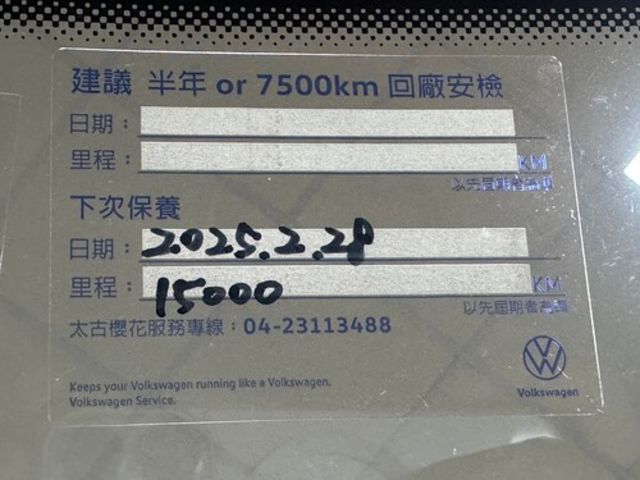 建議 半年 or 7500km 回廠安檢
日期：
里程： KM
以先屆期者為準
下次保養
日期：2025.2.28
里程：15000 KM
以先屆期者為準
太古櫻花服務專線：04-23113488
Keeps your Volkswagen running like a Volkswagen.
Volkswagen Service.
Volkswagen